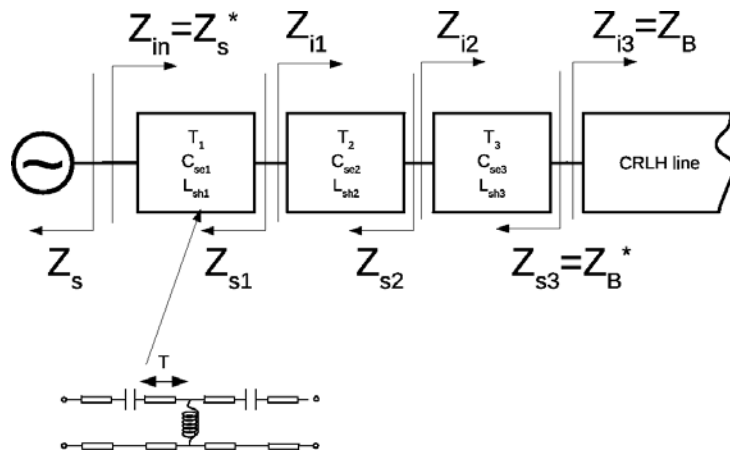 Z_in=Z_s^* Z_i1 Z_i2 Z_i3=Z_B
T_1 T_2 T_3
C_se1 C_se2 C_se3 CRLH line
L_sh1 L_sh2 L_sh3
Z_s Z_s1 Z_s2 Z_s3=Z_B^*
T